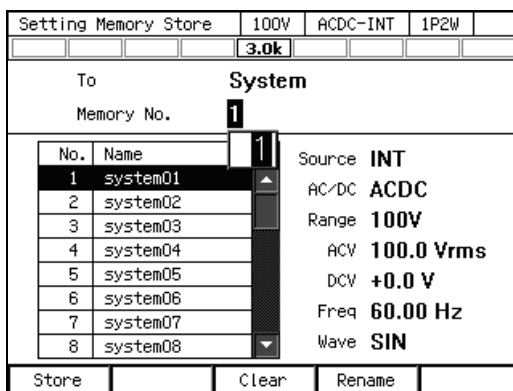 Setting Memory Store 100V ACDC-INT 1P2W
3.0k
To System
Memory No. 1
1
No. Name
1 system01
2 system02
3 system03
4 system04
5 system05
6 system06
7 system07
8 system08
Source INT
AC/DC ACDC
Range 100V
ACV 100.0 Vrms
DCV +0.0 V
Freq 60.00 Hz
Wave SIN
Store Clear Rename